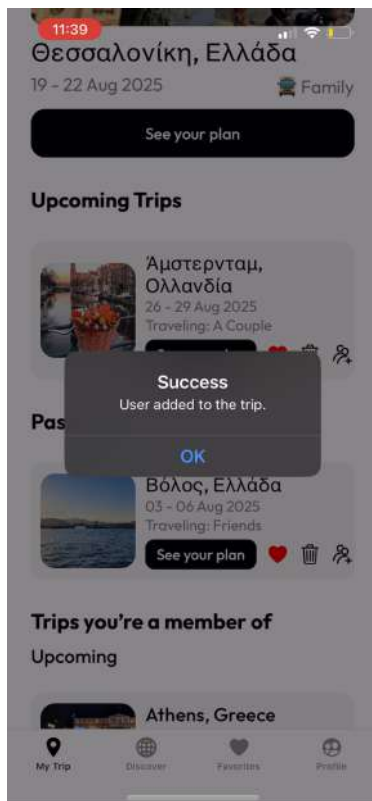 11:39
Θεσσαλονίκη, Ελλάδα
19 - 22 Aug 2025
Family
See your plan
Upcoming Trips
Άμστερνταμ,
Ολλανδία
26 - 29 Aug 2025
Traveling: A Couple
Success
User added to the trip.
OK
Pas
Βόλος, Ελλάδα
03 - 06 Aug 2025
Traveling: Friends
See your plan
Trips you're a member of
Upcoming
Athens, Greece
My Trip
Discover
Favorites
Profile